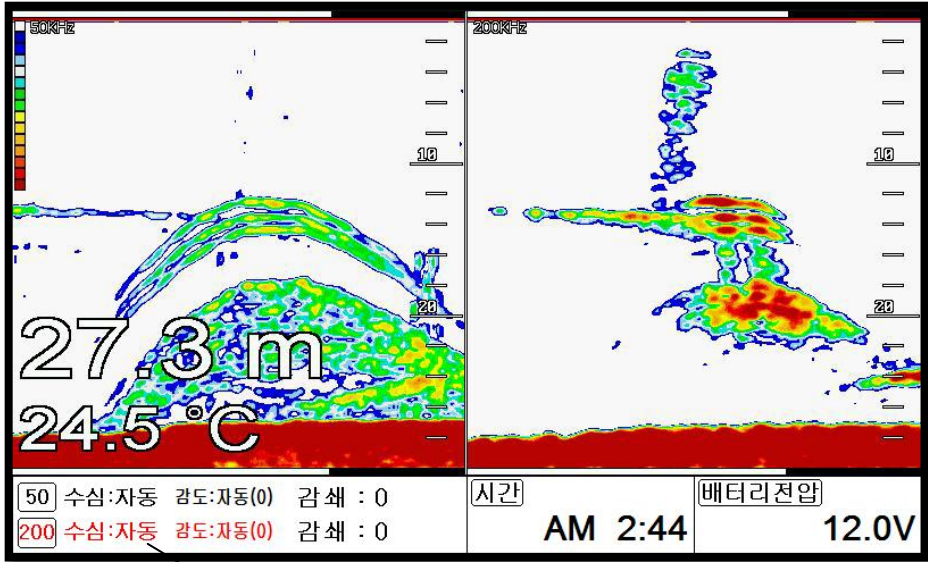 50KHz
200KHz
10
10
20
20
27.3 m
24.5 °C
50 수심:자동 감도:자동(0) 감쇄 : 0
200 수심:자동 감도:자동(0) 감쇄 : 0
시간
AM 2:44
배터리전압
12.0V